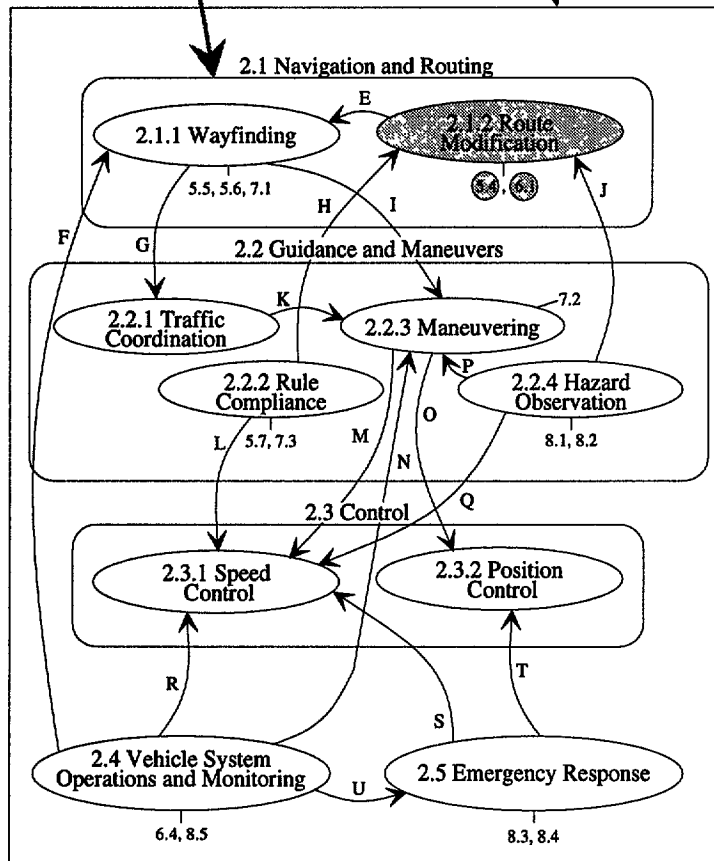 2.1 Navigation and Routing
E
2.1.1 Wayfinding
2.1.2 Route
Modification
5.5, 5.6, 7.1
5.4, 6.1
F
G
H
I
J
2.2 Guidance and Maneuvers
K
7.2
2.2.1 Traffic
Coordination
2.2.3 Maneuvering
P
2.2.2 Rule
Compliance
2.2.4 Hazard
Observation
L
5.7, 7.3
M
N
O
8.1, 8.2
Q
2.3 Control
2.3.1 Speed
Control
2.3.2 Position
Control
R
S
T
2.4 Vehicle System
Operations and Monitoring
2.5 Emergency Response
U
6.4, 8.5
8.3, 8.4